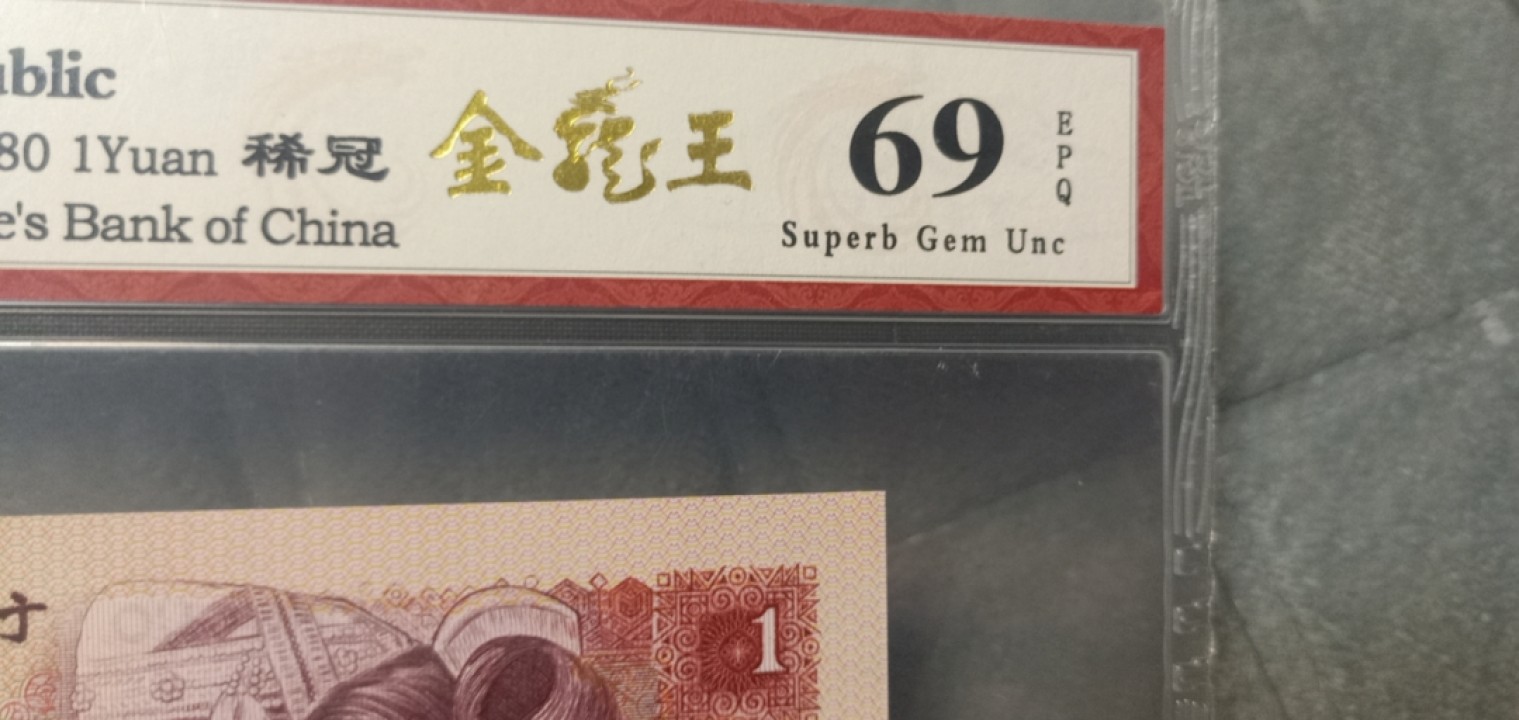 ublic
80 1Yuan 稀冠
e's Bank of China
金龍王
69
EPQ
Superb Gem Unc
1